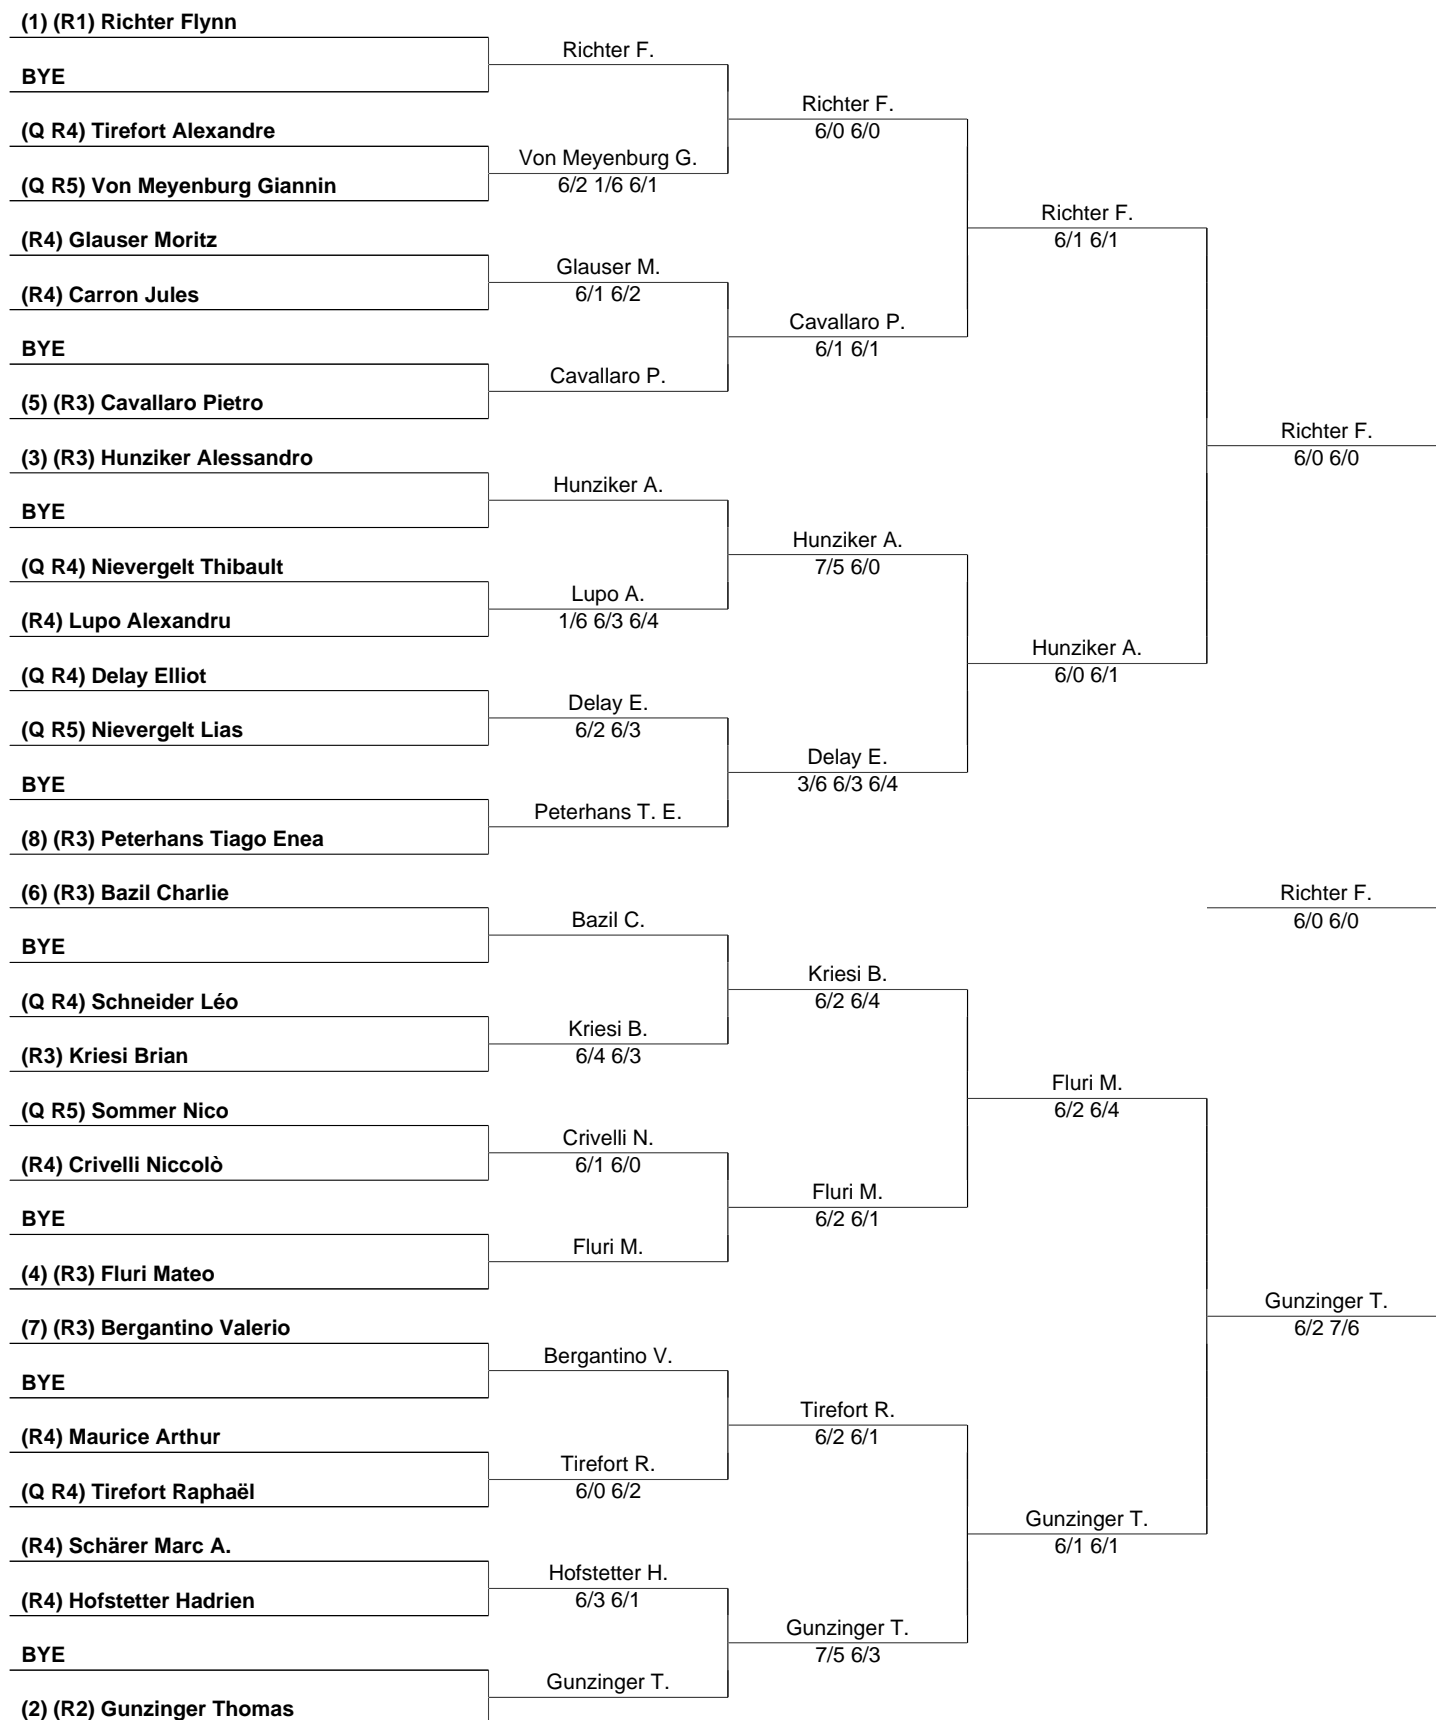 (1) (R1) Richter Flynn
BYE
(Q R4) Tirefort Alexandre
(Q R5) Von Meyenburg Giannin
(R4) Glauser Moritz
(R4) Carron Jules
BYE
(5) (R3) Cavallaro Pietro
(3) (R3) Hunziker Alessandro
BYE
(Q R4) Nievergelt Thibault
(R4) Lupo Alexandru
(Q R4) Delay Elliot
(Q R5) Nievergelt Lias
BYE
(8) (R3) Peterhans Tiago Enea
(6) (R3) Bazil Charlie
BYE
(Q R4) Schneider Léo
(R3) Kriesi Brian
(Q R5) Sommer Nico
(R4) Crivelli Niccolò
BYE
(4) (R3) Fluri Mateo
(7) (R3) Bergantino Valerio
BYE
(R4) Maurice Arthur
(Q R4) Tirefort Raphaël
(R4) Schärer Marc A.
(R4) Hofstetter Hadrien
BYE
(2) (R2) Gunzinger Thomas
Richter F.
Von Meyenburg G.
6/2 1/6 6/1
Glauser M.
6/1 6/2
Cavallaro P.
Hunziker A.
Lupo A.
1/6 6/3 6/4
Delay E.
6/2 6/3
Peterhans T. E.
Bazil C.
Kriesi B.
6/4 6/3
Crivelli N.
6/1 6/0
Fluri M.
Bergantino V.
Tirefort R.
6/0 6/2
Hofstetter H.
6/3 6/1
Gunzinger T.
Richter F.
6/0 6/0
Cavallaro P.
6/1 6/1
Hunziker A.
7/5 6/0
Delay E.
3/6 6/3 6/4
Kriesi B.
6/2 6/4
Fluri M.
6/2 6/1
Tirefort R.
6/2 6/1
Gunzinger T.
7/5 6/3
Richter F.
6/1 6/1
Hunziker A.
6/0 6/1
Fluri M.
6/2 6/4
Gunzinger T.
6/1 6/1
Richter F.
6/0 6/0
Richter F.
6/0 6/0
Gunzinger T.
6/2 7/6